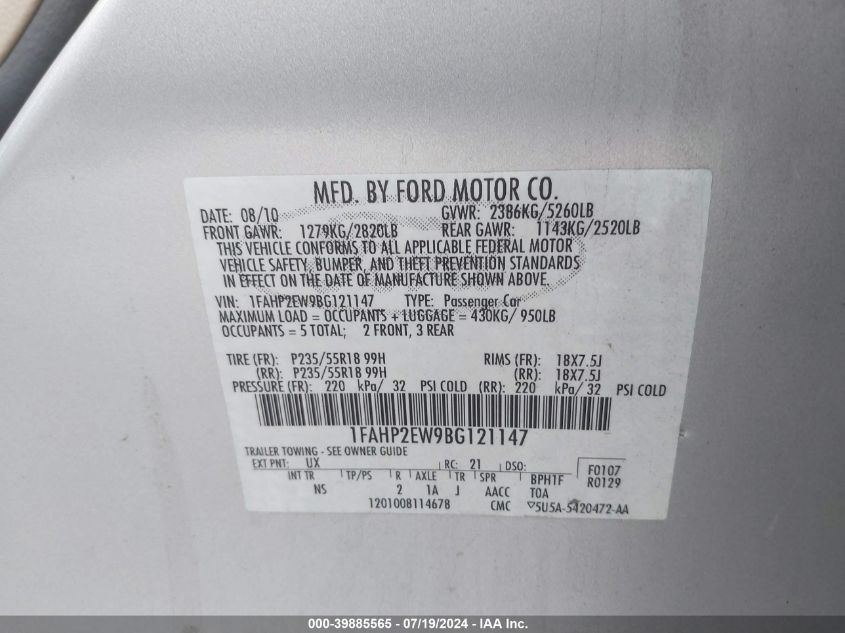 MFD. BY FORD MOTOR CO.
DATE: 08/10 GVWR: 2386KG/5260LB
FRONT GAWR: 1279KG/2820LB REAR GAWR: 1143KG/2520LB
THIS VEHICLE CONFORMS TO ALL APPLICABLE FEDERAL MOTOR
VEHICLE SAFETY, BUMPER, AND THEFT PREVENTION STANDARDS
IN EFFECT ON THE DATE OF MANUFACTURE SHOWN ABOVE.
VIN: 1FAHP2EW9BG121147 TYPE: Passenger Car
MAXIMUM LOAD = OCCUPANTS + LUGGAGE = 430KG/ 950LB
OCCUPANTS = 5 TOTAL; 2 FRONT, 3 REAR
TIRE (FR): P235/55R18 99H RIMS (FR): 18X7.5J
(RR): P235/55R18 99H (RR): 18X7.5J
PRESSURE (FR): 220 kPa/ 32 PSI COLD (RR): 220 kPa/ 32 PSI COLD
1FAHP2EW9BG121147
TRAILER TOWING - SEE OWNER GUIDE
EXT PNT: UX RC: 21 DSO: F0107
INT TR TP/PS R AXLE TR SPR BPH1F R0129
NS 2 1A J AACC TOA
1201008114678 CMC ▽5U5A-5420472-AA
000-39885565 - 07/19/2024 - IAA Inc.